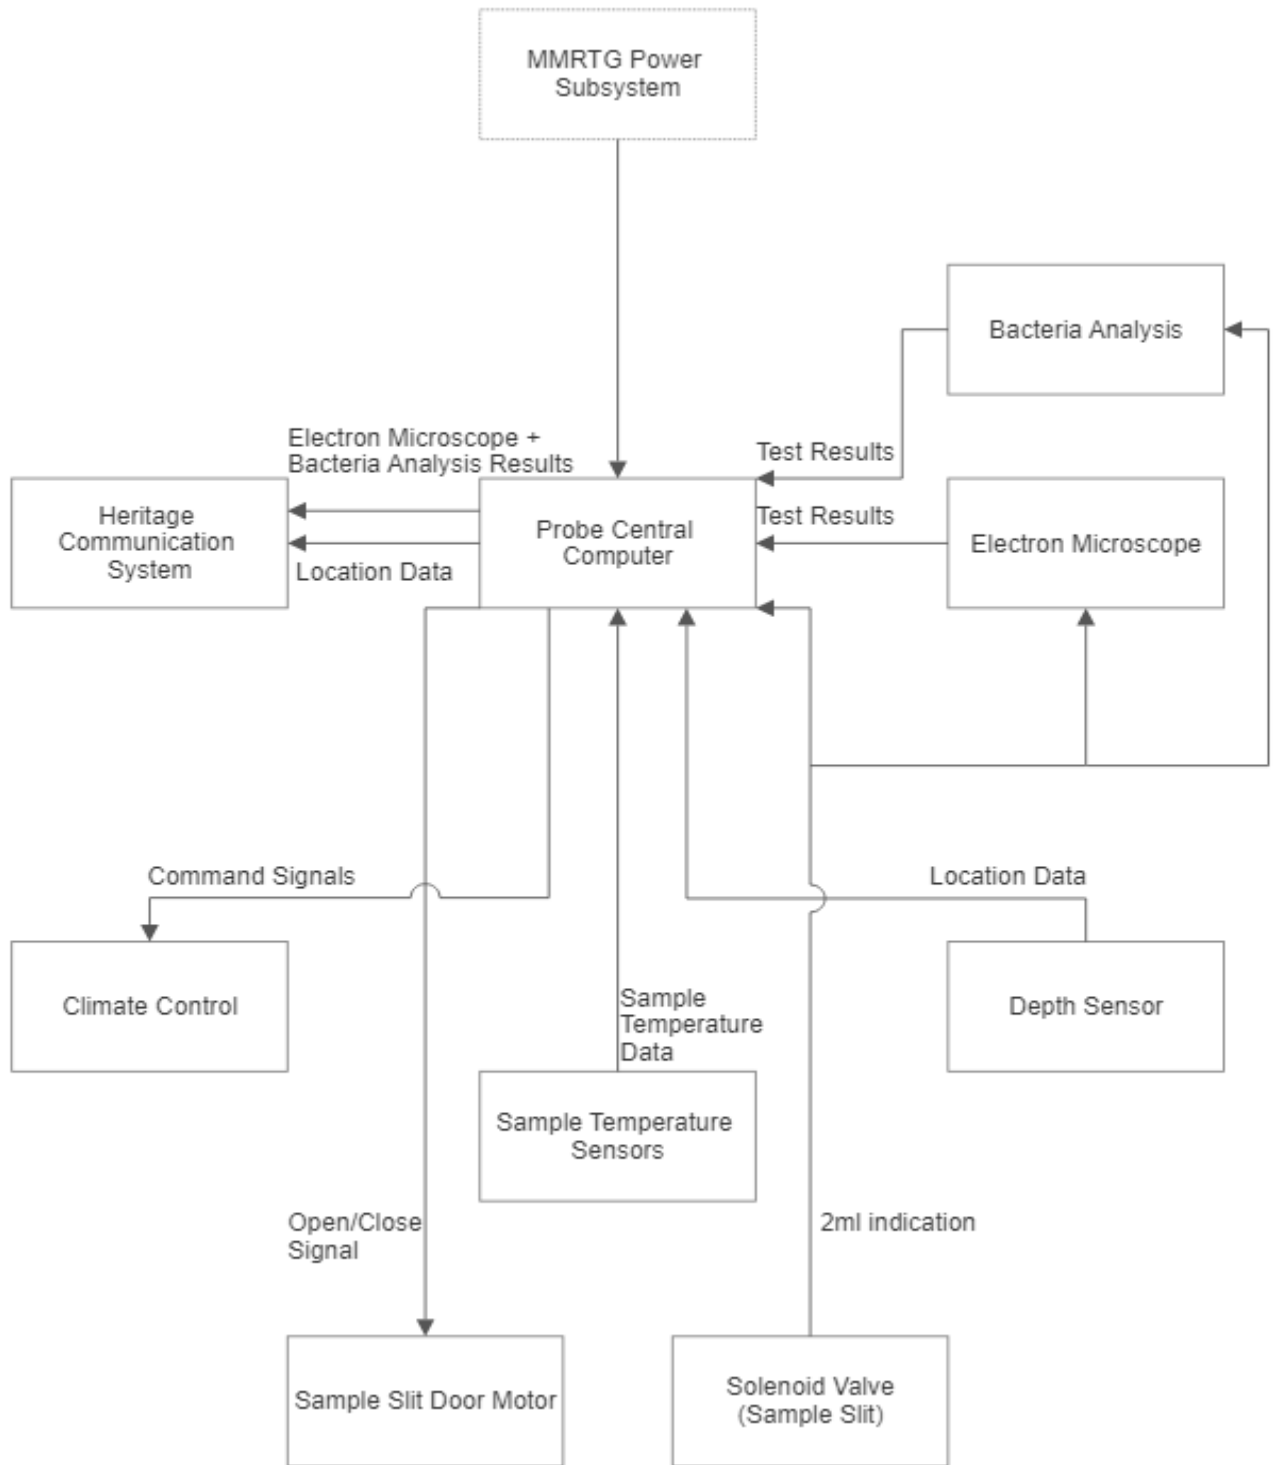 MMRTG Power
Subsystem
Bacteria Analysis
Electron Microscope +
Bacteria Analysis Results
Test Results
Heritage
Communication
System
Probe Central
Computer
Test Results
Electron Microscope
Location Data
Command Signals
Location Data
Climate Control
Sample
Temperature
Data
Depth Sensor
Sample Temperature
Sensors
Open/Close
Signal
2ml indication
Sample Slit Door Motor
Solenoid Valve
(Sample Slit)